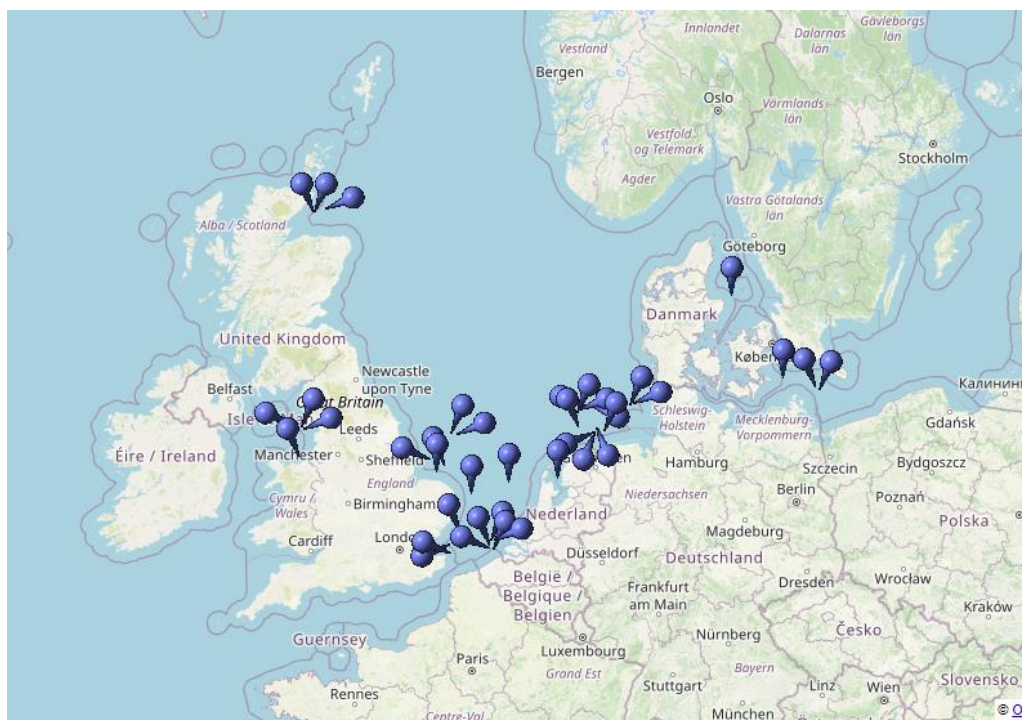 Innlandet
Dalarnas
län
Gävleborgs
län
Vestland
Bergen
Oslo
Värmlands
län
Vestfold-
og Telemark
Stockholm
Agder
Västra Götalands
län
Alba / Scotland
Göteborg
Danmark
United Kingdom
Køben
Newcastle
upon Tyne
Belfast
Калинин
Great Britain
Isle
Schleswig-
Holstein
Mecklenburg-
Vorpommern
Gdańsk
Leeds
Éire / Ireland
Manchester
Sheffield
Hamburg
Szczecin
Bydgoszcz
England
Cymru /
Wales
Birmingham
Niedersachsen
Berlin
Poznań
Nederland
Magdeburg
Polska
Cardiff
Düsseldorf
Deutschland
België /
Belgique /
Belgien
Dresden
Wrocław
Frankfurt
am Main
Kraków
Guernsey
Luxembourg
Nürnberg
Česko
Paris
Grand Est
Bayern
Slovensko
Rennes
Stuttgart
Linz
Wien
München
Centre-Val
© O